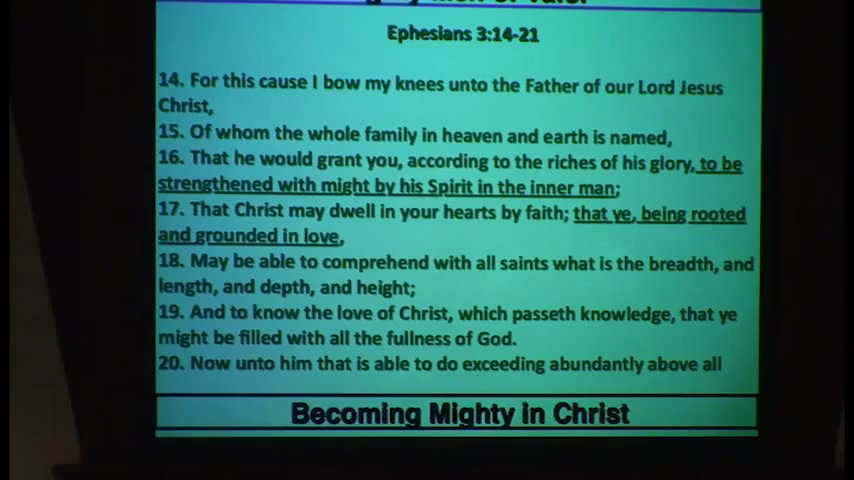 Ephesians 3:14-21
14. For this cause I bow my knees unto the Father of our Lord Jesus
Christ,
15. Of whom the whole family in heaven and earth is named,
16. That he would grant you, according to the riches of his glory, to be
strengthened with might by his Spirit in the inner man;
17. That Christ may dwell in your hearts by faith; that ye, being rooted
and grounded in love,
18. May be able to comprehend with all saints what is the breadth, and
length, and depth, and height;
19. And to know the love of Christ, which passeth knowledge, that ye
might be filled with all the fullness of God.
20. Now unto him that is able to do exceeding abundantly above all
Becoming Mighty in Christ